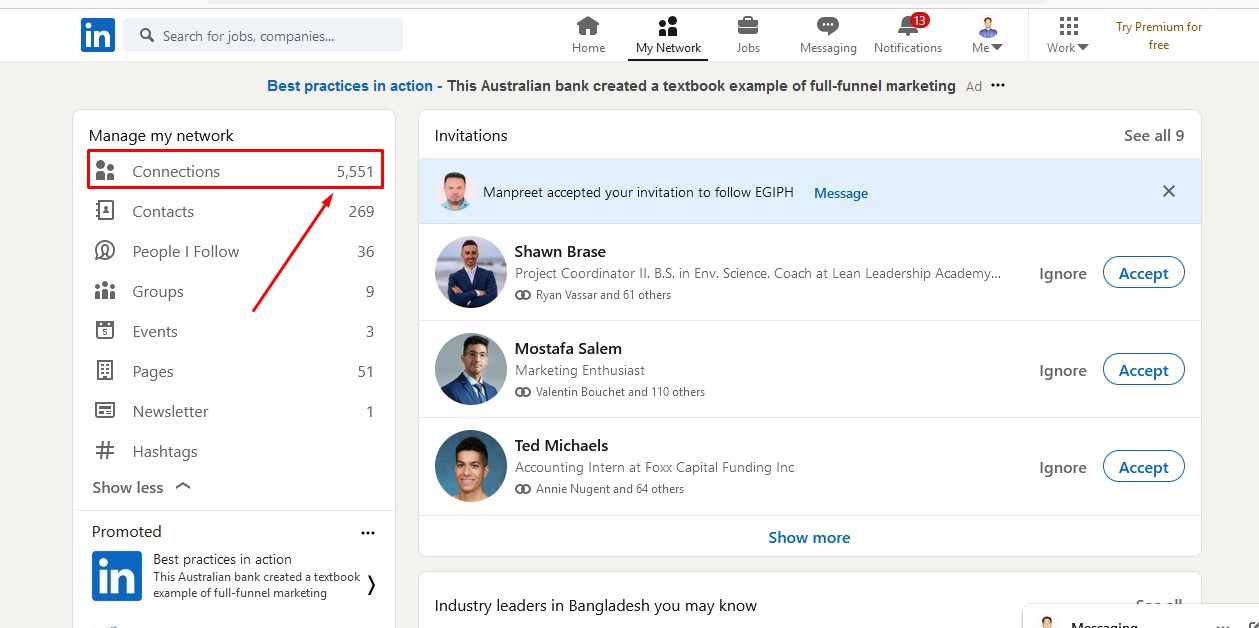 in
Search for jobs, companies...
Home
My Network
Jobs
Messaging
13
Notifications
Me
Work
Try Premium for
free
Best practices in action - This Australian bank created a textbook example of full-funnel marketing Ad •••
Manage my network
Connections 5,551
Contacts 269
People I Follow 36
Groups 9
5
Events 3
Pages 51
Newsletter 1
# Hashtags
Show less
Promoted •••
in
Best practices in action
This Australian bank created a textbook
example of full-funnel marketing
Invitations See all 9
Manpreet accepted your invitation to follow EGIPH Message
Shawn Brase
Project Coordinator II. B.S. in Env. Science. Coach at Lean Leadership Academy...
Ryan Vassar and 61 others
Ignore Accept
Mostafa Salem
Marketing Enthusiast
Valentin Bouchet and 110 others
Ignore Accept
Ted Michaels
Accounting Intern at Foxx Capital Funding Inc
Annie Nugent and 64 others
Ignore Accept
Show more
Industry leaders in Bangladesh you may know See all
Messaging